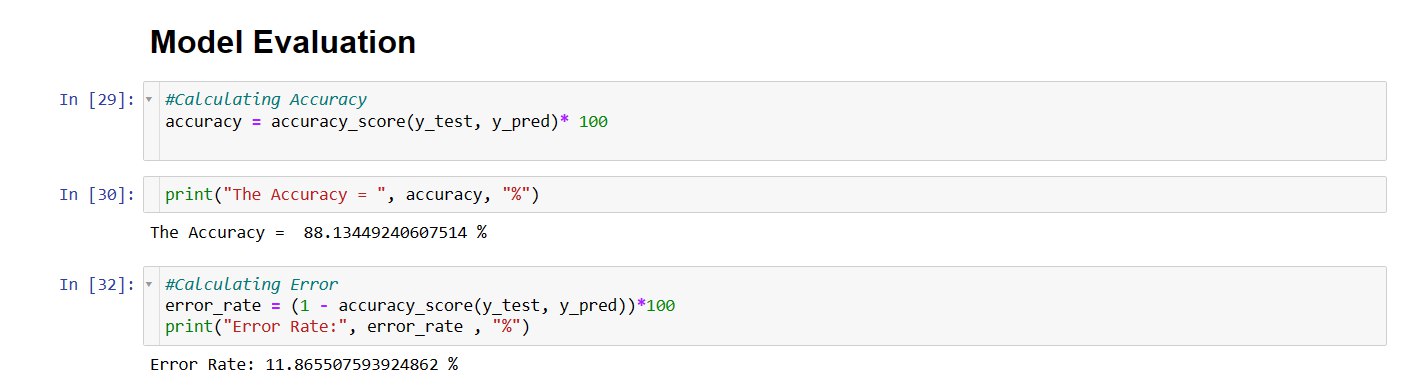 Model Evaluation
In [29]: #Calculating Accuracy
accuracy = accuracy_score(y_test, y_pred)* 100
In [30]: print("The Accuracy = ", accuracy, "%")
The Accuracy =  88.13449240607514 %
In [32]: #Calculating Error
error_rate = (1 - accuracy_score(y_test, y_pred))*100
print("Error Rate:", error_rate , "%")
Error Rate: 11.865507593924862 %